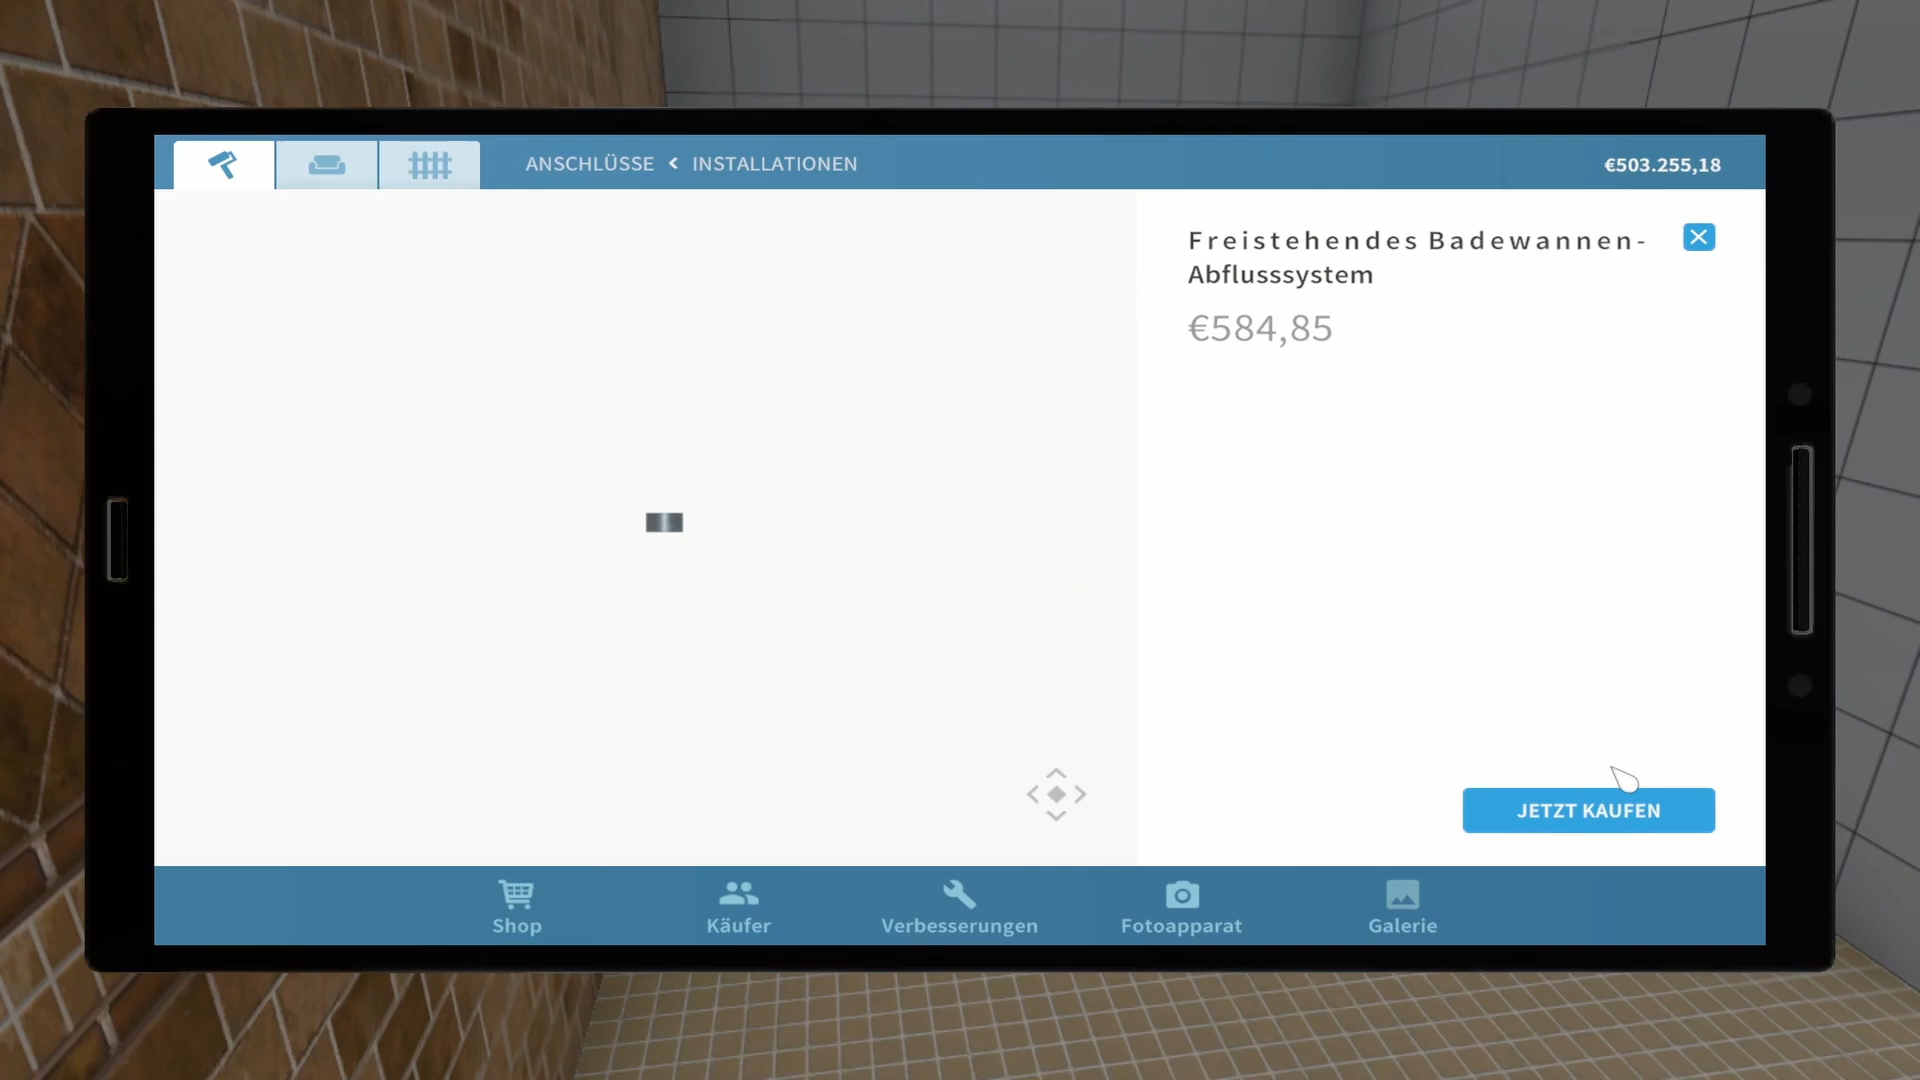 ANSCHLÜSSE < INSTALLATIONEN
€503.255,18
Freistehendes Badewannen-
Abflusssystem
€584,85
JETZT KAUFEN
Shop
Käufer
Verbesserungen
Fotoapparat
Galerie